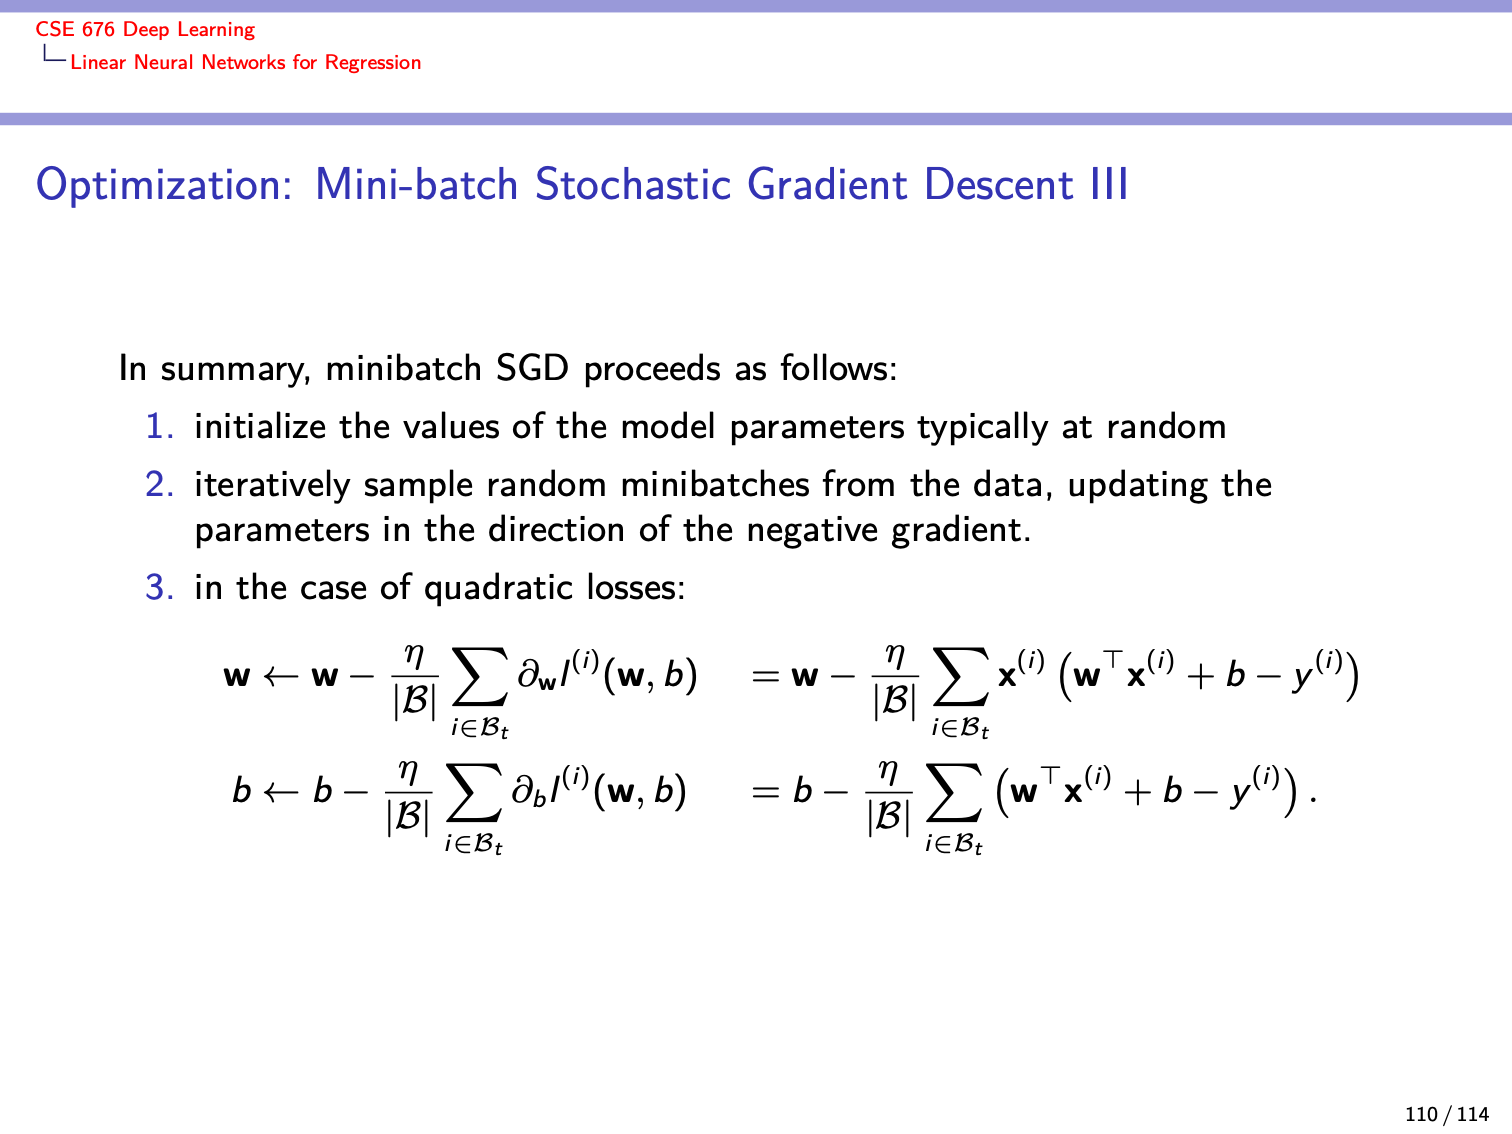 CSE 676 Deep Learning
Linear Neural Networks for Regression
Optimization: Mini-batch Stochastic Gradient Descent III
In summary, minibatch SGD proceeds as follows:
1. initialize the values of the model parameters typically at random
2. iteratively sample random minibatches from the data, updating the
parameters in the direction of the negative gradient.
3. in the case of quadratic losses:
$\mathbf{w} \leftarrow \mathbf{w} - \frac{\eta}{|\mathcal{B}|} \sum_{i \in \mathcal{B}_t} \partial_{\mathbf{w}} l^{(i)}(\mathbf{w}, b) = \mathbf{w} - \frac{\eta}{|\mathcal{B}|} \sum_{i \in \mathcal{B}_t} \mathbf{x}^{(i)} \left( \mathbf{w}^\top \mathbf{x}^{(i)} + b - y^{(i)} \right)$
$b \leftarrow b - \frac{\eta}{|\mathcal{B}|} \sum_{i \in \mathcal{B}_t} \partial_b l^{(i)}(\mathbf{w}, b) = b - \frac{\eta}{|\mathcal{B}|} \sum_{i \in \mathcal{B}_t} \left( \mathbf{w}^\top \mathbf{x}^{(i)} + b - y^{(i)} \right).$
110 / 114